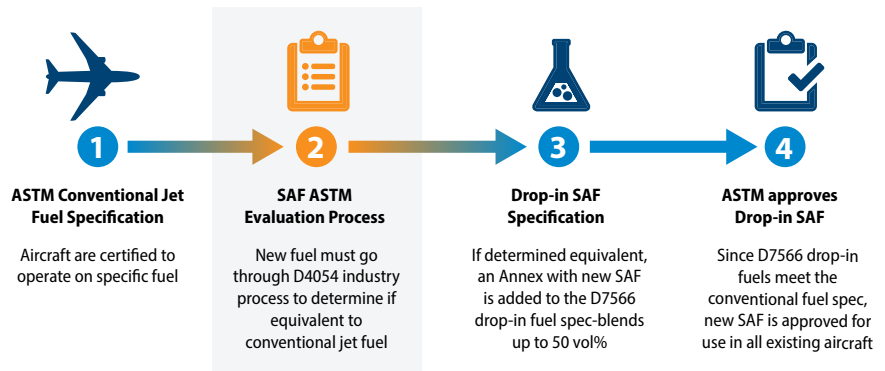 1
ASTM Conventional Jet
Fuel Specification
Aircraft are certified to
operate on specific fuel
2
SAF ASTM
Evaluation Process
New fuel must go
through D4054 industry
process to determine if
equivalent to
conventional jet fuel
3
Drop-in SAF
Specification
If determined equivalent,
an Annex with new SAF
is added to the D7566
drop-in fuel spec-blends
up to 50 vol%
4
ASTM approves
Drop-in SAF
Since D7566 drop-in
fuels meet the
conventional fuel spec,
new SAF is approved for
use in all existing aircraft